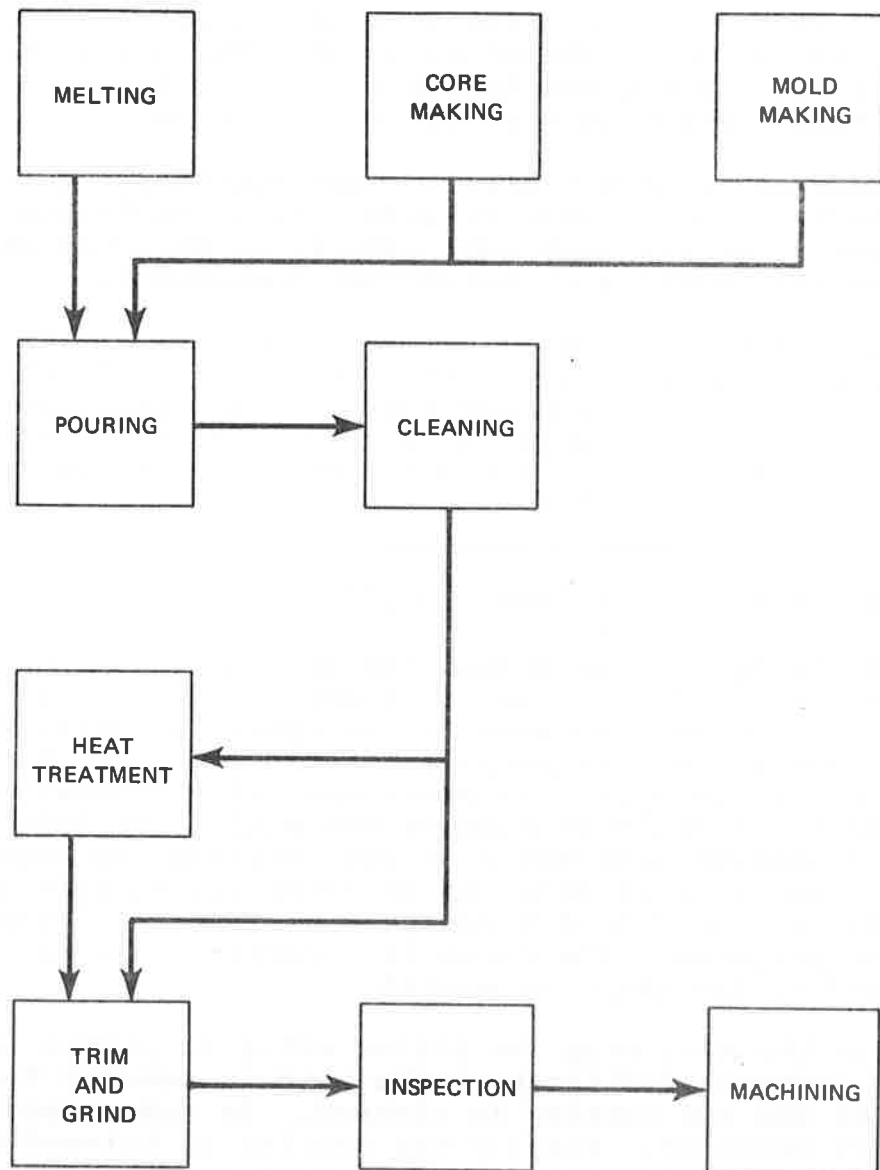 MELTING
CORE
MAKING
MOLD
MAKING
POURING
CLEANING
HEAT
TREATMENT
TRIM
AND
GRIND
INSPECTION
MACHINING